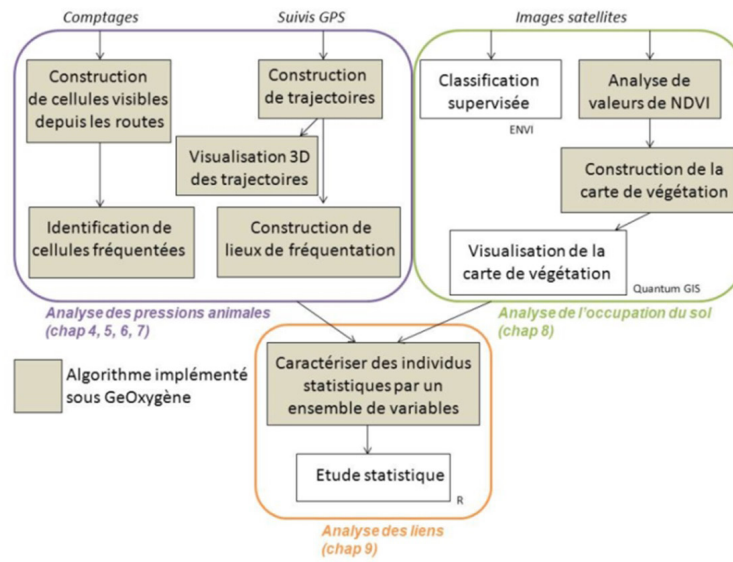 Comptages
Suivis GPS
Images satellites
Construction
de cellules visibles
depuis les routes
Construction
de trajectoires
Classification
supervisée
ENVI
Analyse de
valeurs de NDVI
Visualisation 3D
des trajectoires
Construction de la
carte de végétation
Identification de
cellules fréquentées
Construction de
lieux de fréquentation
Visualisation de la
carte de végétation
Quantum GIS
Analyse des pressions animales
(chap 4, 5, 6, 7)
Analyse de l'occupation du sol
(chap 8)
Algorithme implémenté
sous GeOxygène
Caractériser des individus
statistiques par un
ensemble de variables
Etude statistique
R
Analyse des liens
(chap 9)